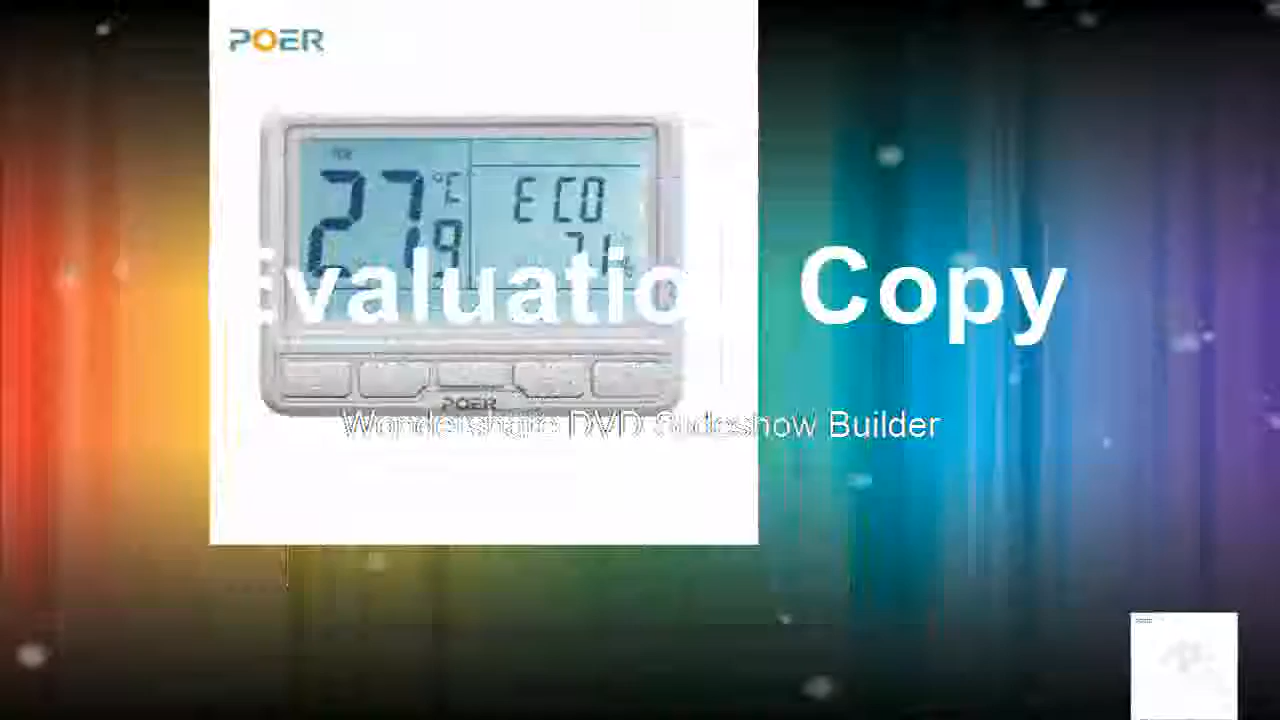 POER
27 °C
ECO
Evaluation Copy
POER
Wondershare DVD Slideshow Builder